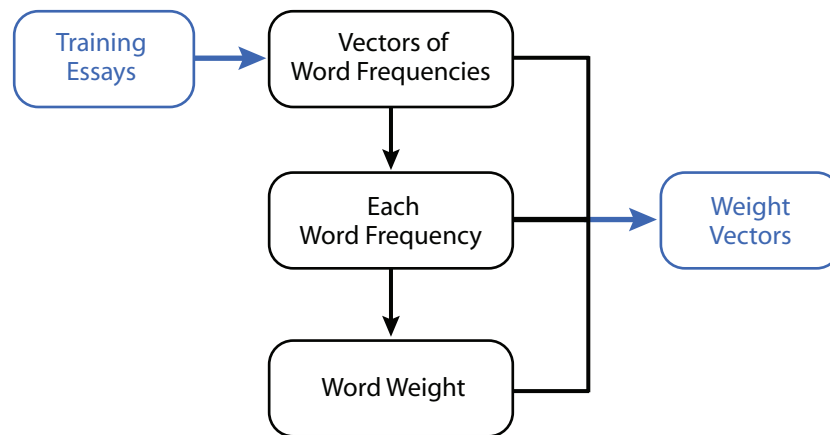 Training
Essays
Vectors of
Word Frequencies
Each
Word Frequency
Weight
Vectors
Word Weight